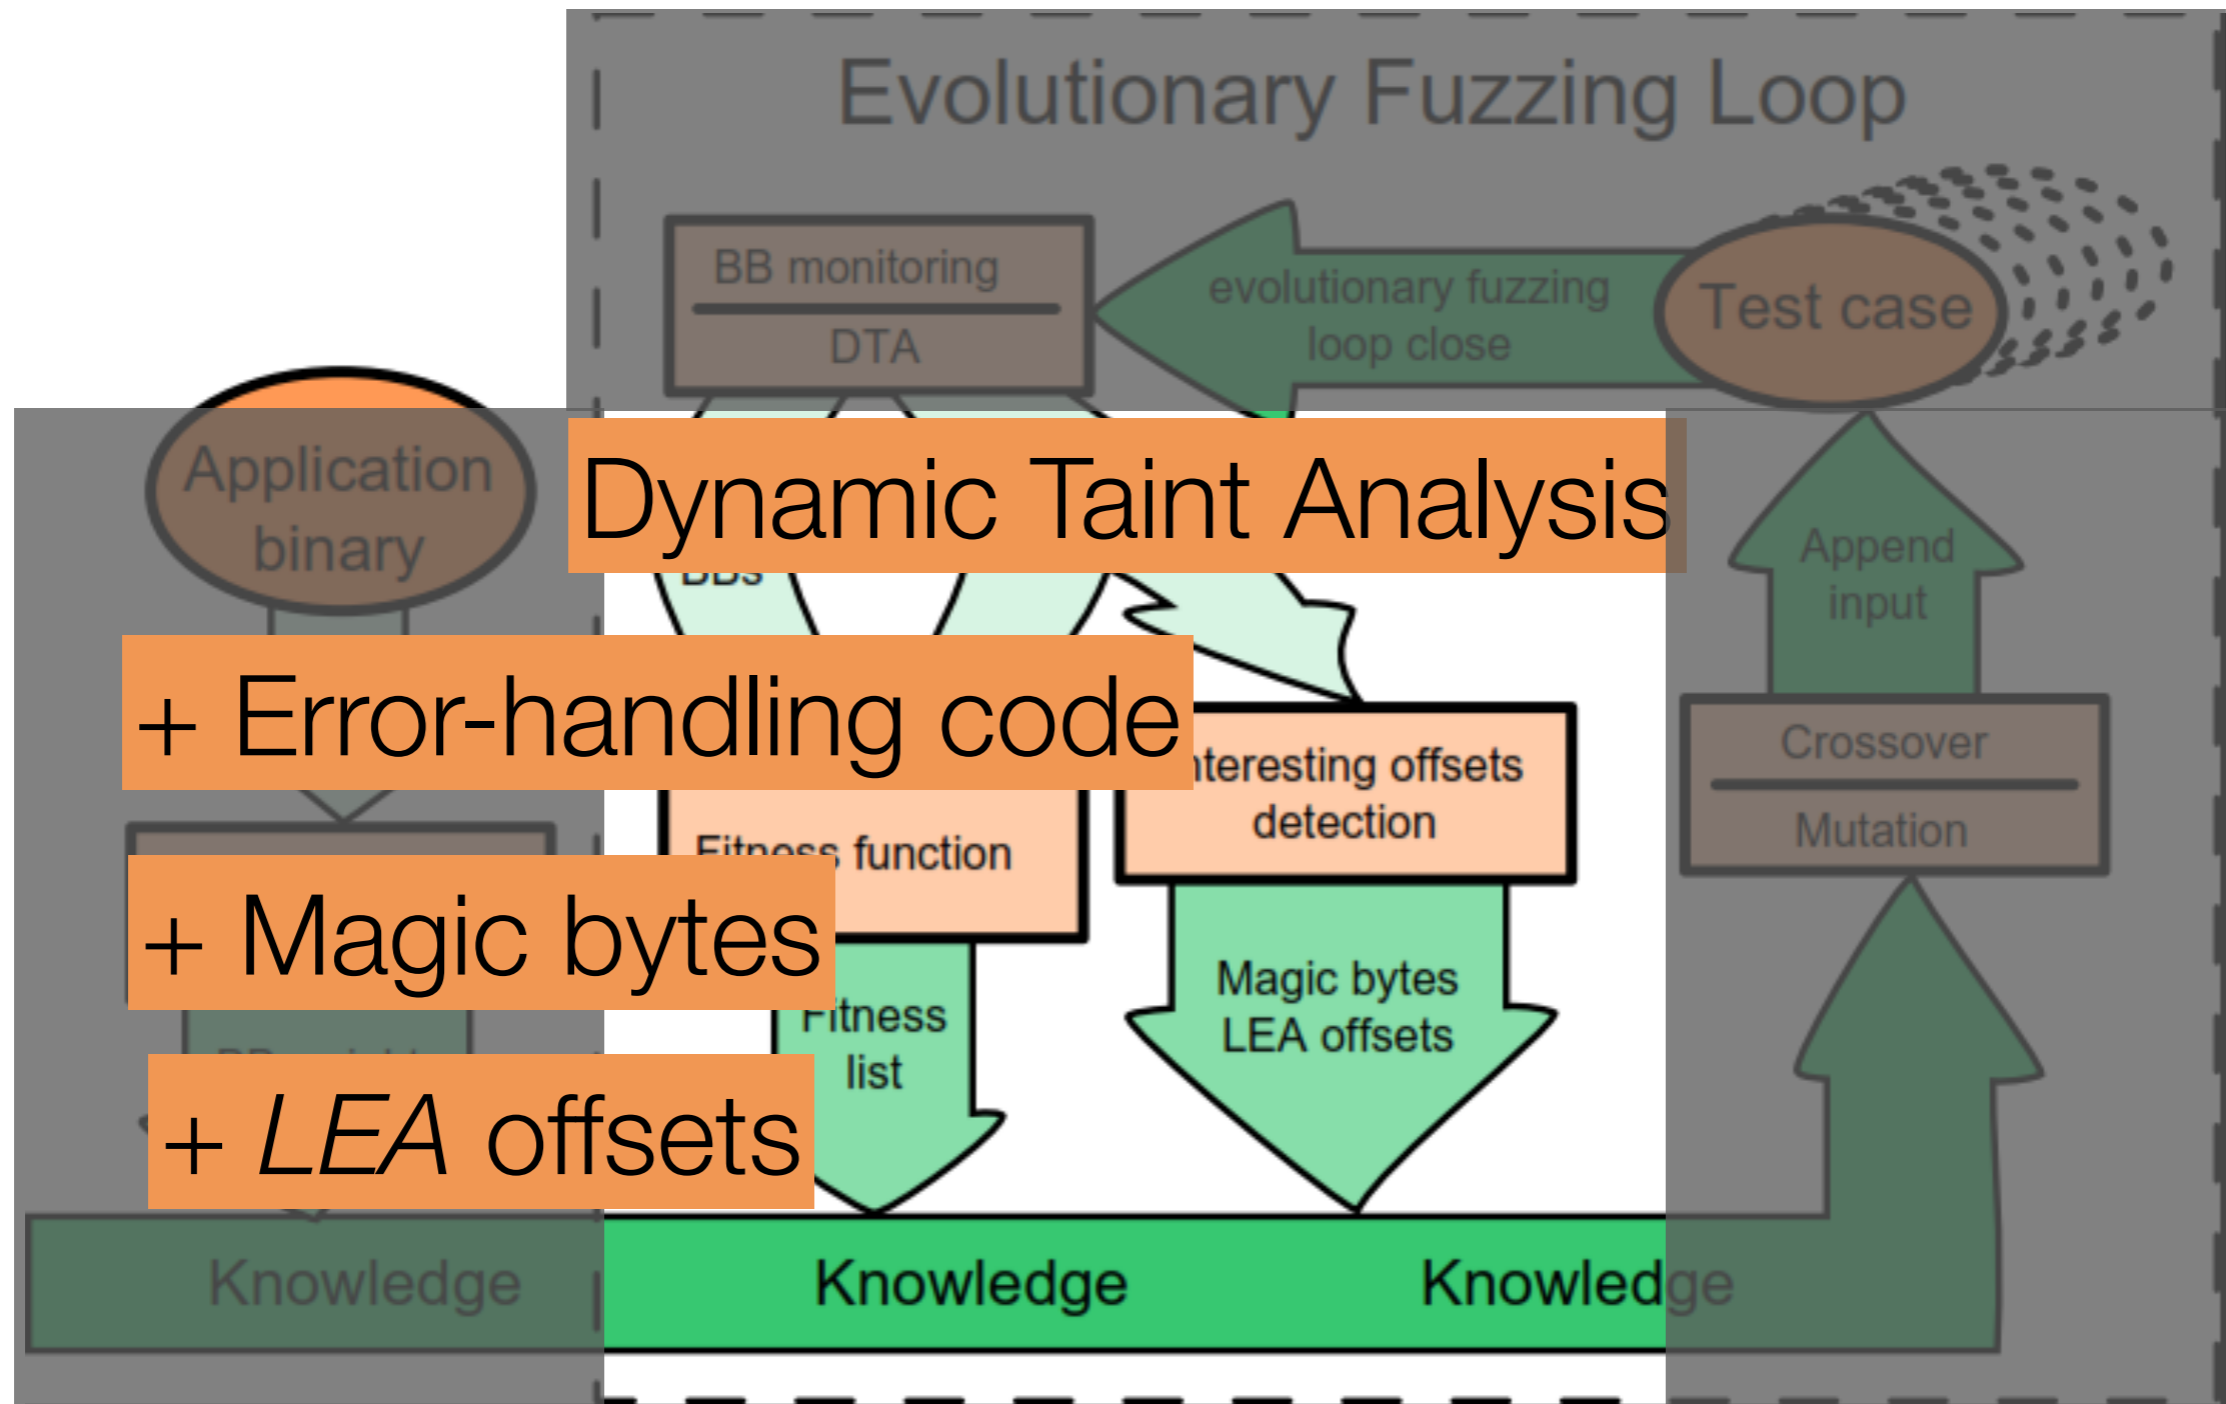 Evolutionary Fuzzing Loop
BB monitoring
DTA
evolutionary fuzzing
loop close
Test case
Application
binary
Dynamic Taint Analysis
BBs
Append
input
+ Error-handling code
nteresting offsets
detection
Crossover
Mutation
Fitness function
+ Magic bytes
Fitness
list
Magic bytes
LEA offsets
+ LEA offsets
Knowledge
Knowledge
Knowledge